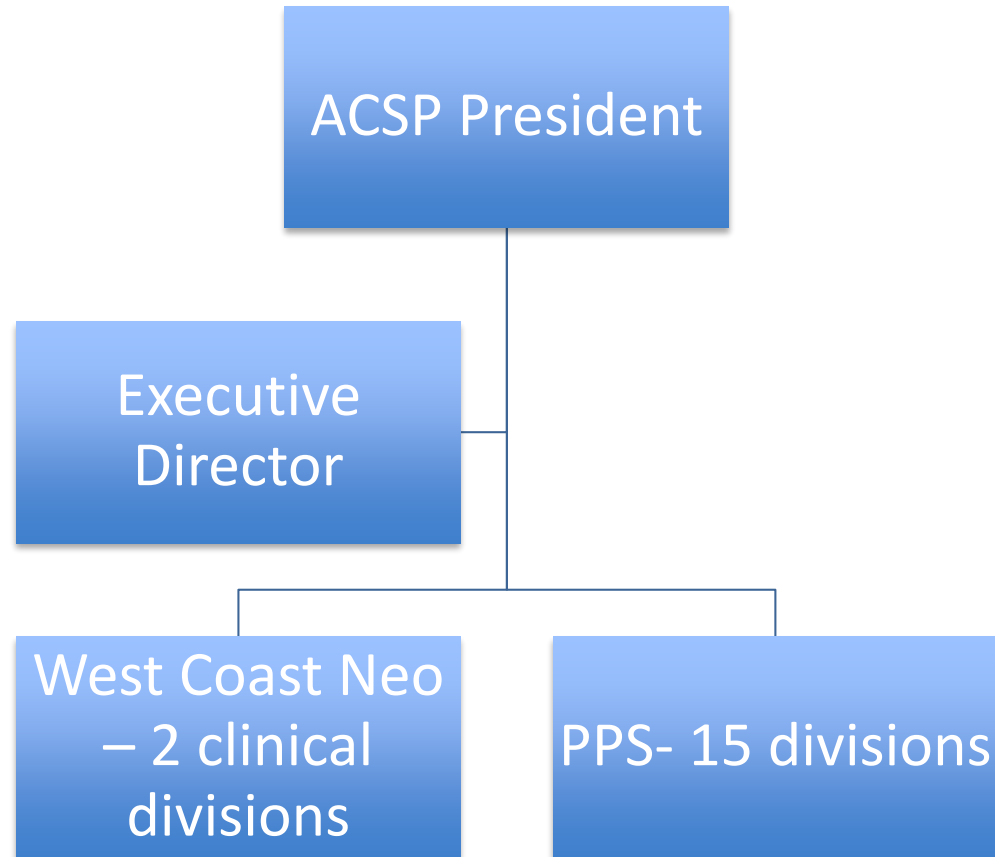 ACSP President
Executive
Director
West Coast Neo
– 2 clinical
divisions
PPS- 15 divisions